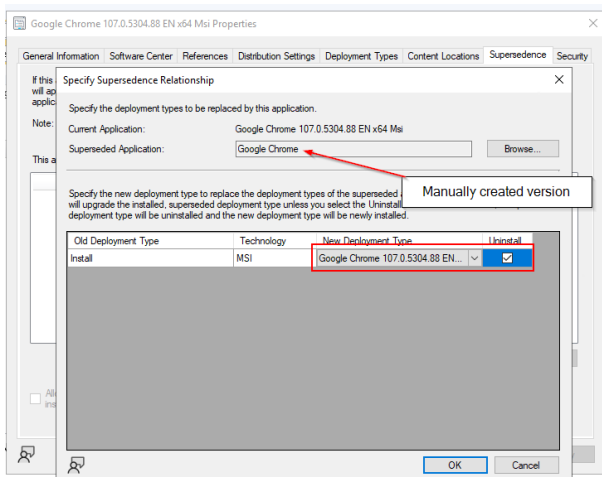 Google Chrome 107.0.5304.88 EN x64 Msi Properties
General Information Software Center References Distribution Settings Deployment Types Content Locations Supersedence Security
If this
will ap
applic
Note:
This a
Specify Supersedence Relationship
Specify the deployment types to be replaced by this application.
Current Application: Google Chrome 107.0.5304.88 EN x64 Msi
Superseded Application: Google Chrome Browse...
Manually created version
Specify the new deployment type to replace the deployment types of the superseded
will upgrade the installed, superseded deployment type unless you select the Uninstall
deployment type will be uninstalled and the new deployment type will be newly installed.
Old Deployment Type Technology New Deployment Type Uninstall
Install MSI Google Chrome 107.0.5304.88 EN...
All
ins
OK Cancel